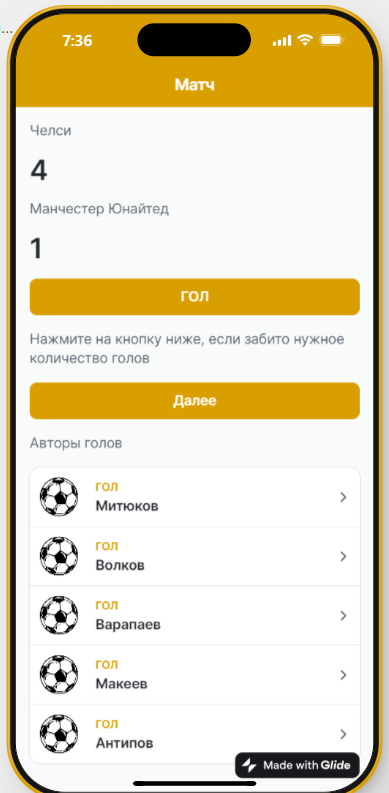 ...
7:36
Матч
Челси
4
Манчестер Юнайтед
1
ГОЛ
Нажмите на кнопку ниже, если забито нужное
количество голов
Далее
Авторы голов
ГОЛ
Митюков
ГОЛ
Волков
ГОЛ
Варапаев
ГОЛ
Макеев
ГОЛ
Антипов
Made with Glide